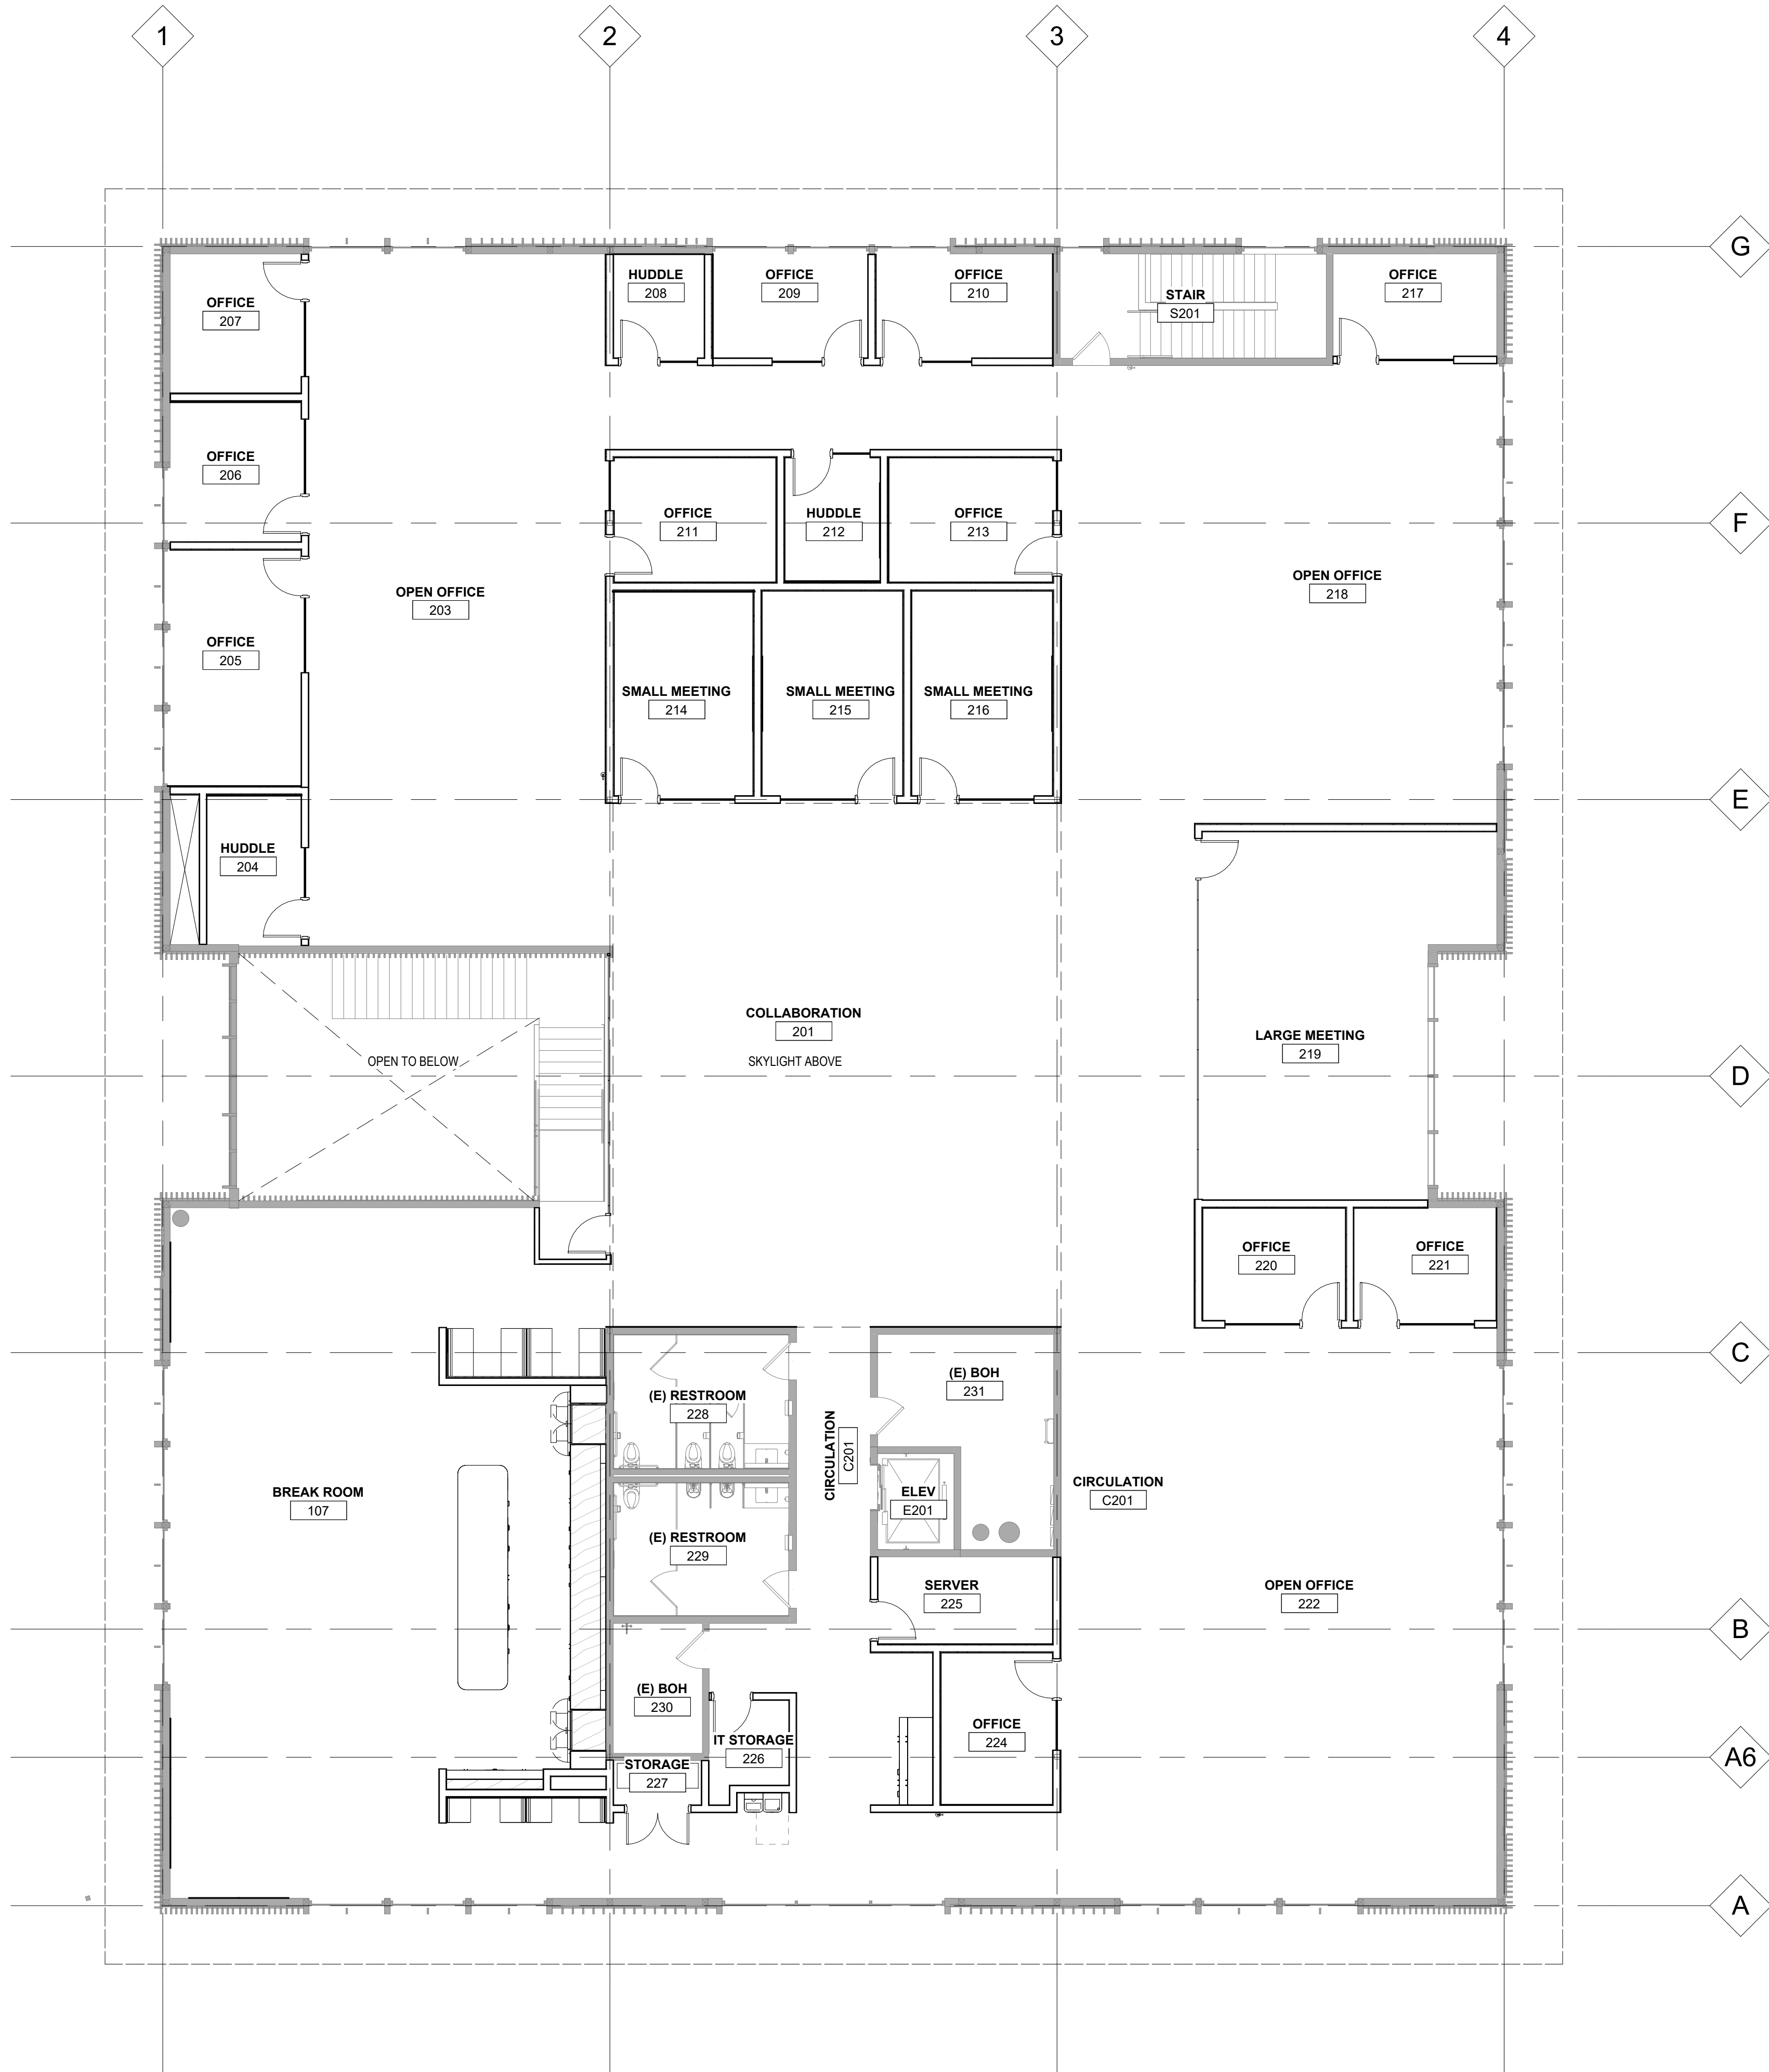 1
2
3
4
G
HUDDLE
208
OFFICE
209
OFFICE
210
STAIR
S201
OFFICE
217
OFFICE
207
OFFICE
206
OFFICE
211
HUDDLE
212
OFFICE
213
F
OPEN OFFICE
203
OPEN OFFICE
218
OFFICE
205
SMALL MEETING
214
SMALL MEETING
215
SMALL MEETING
216
E
HUDDLE
204
COLLABORATION
201
SKYLIGHT ABOVE
OPEN TO BELOW
LARGE MEETING
219
D
OFFICE
220
OFFICE
221
C
(E) RESTROOM
228
(E) BOH
231
CIRCULATION
C201
BREAK ROOM
107
ELEV
E201
CIRCULATION
C201
(E) RESTROOM
229
SERVER
225
OPEN OFFICE
222
B
(E) BOH
230
IT STORAGE
226
OFFICE
224
STORAGE
227
A6
A